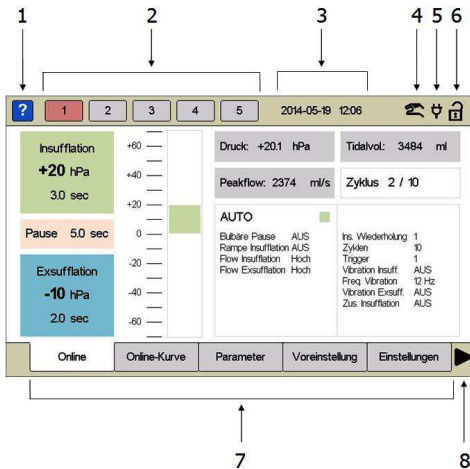 1 2 3 4 5 6
? 1 2 3 4 5 2014-05-19 12:06
Insufflation
+20 hPa
3.0 sec
Pause 5.0 sec
Exsufflation
-10 hPa
2.0 sec
+60
+40
+20
0
-20
-40
-60
Druck: +20.1 hPa
Tidalvol.: 3484 ml
Peakflow: 2374 ml/s
Zyklus 2 / 10
AUTO
Bulbäre Pause AUS
Rampe Insufflation AUS
Flow Insufflation Hoch
Flow Exsufflation Hoch
Ins. Wiederholung 1
Zyklen 10
Trigger 1
Vibration Insuff. AUS
Freq. Vibration 12 Hz
Vibration Exsuff. AUS
Zus. Insufflation AUS
Online Online-Kurve Parameter Voreinstellung Einstellungen
7 8